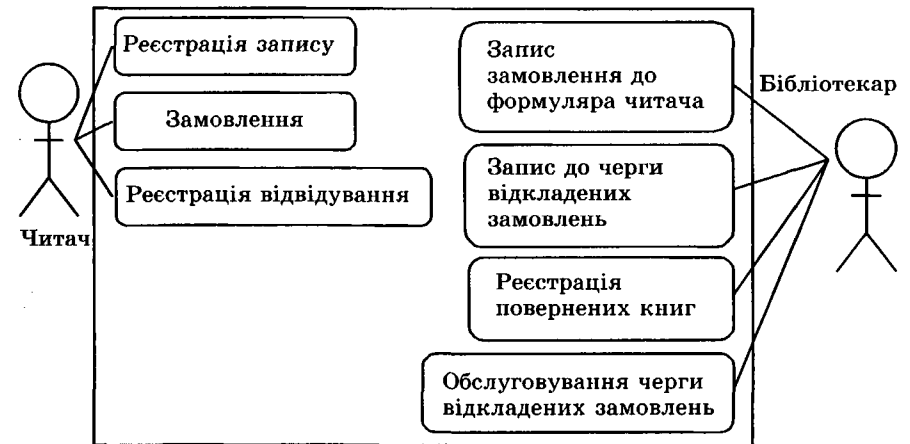 Реєстрація запису
Замовлення
Реєстрація відвідування
Читач
Запис
замовлення до
формуляра читача
Бібліотекар
Запис до черги
відкладених
замовлень
Реєстрація
повернених книг
Обслуговування черги
відкладених замовлень